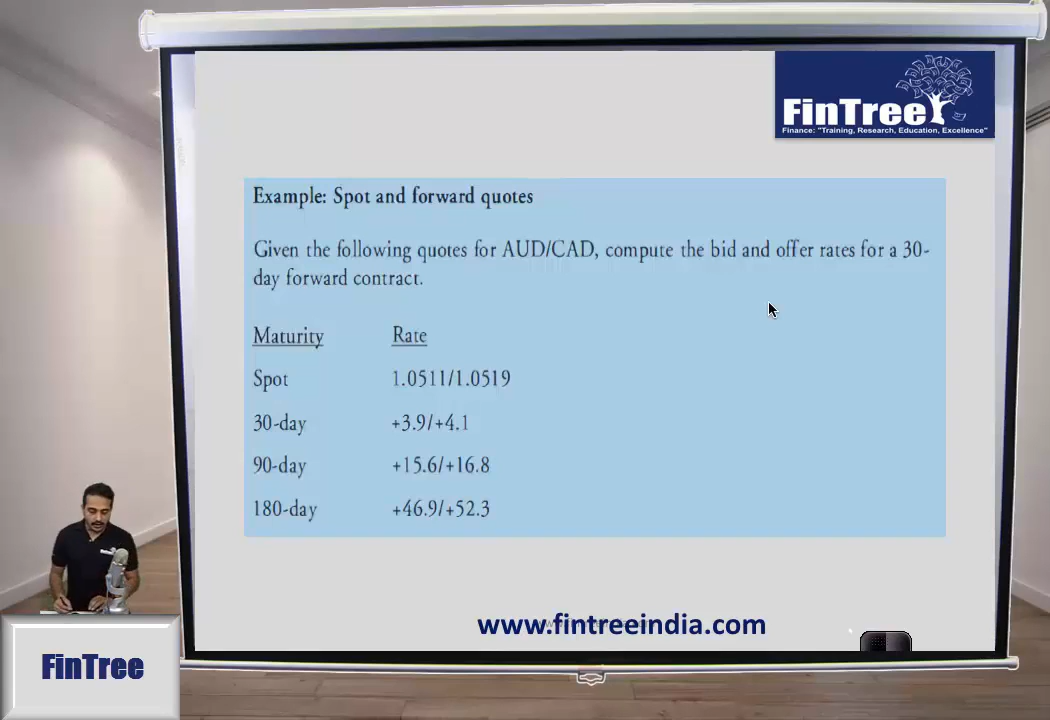 FinTree
Finance: "Training, Research, Education, Excellence"
Example: Spot and forward quotes
Given the following quotes for AUD/CAD, compute the bid and offer rates for a 30-
day forward contract.
Maturity Rate
Spot 1.0511/1.0519
30-day +3.9/+4.1
90-day +15.6/+16.8
180-day +46.9/+52.3
www.fintreeindia.com
FinTree